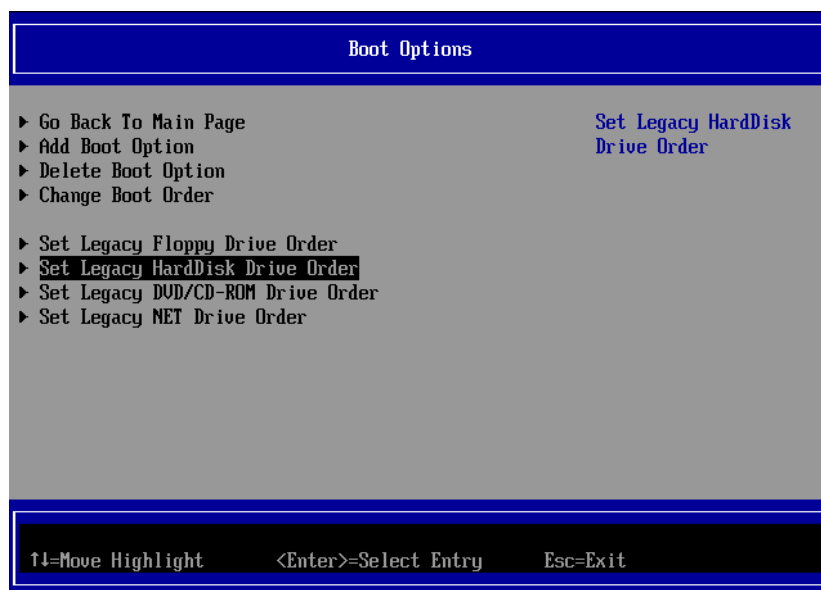 Boot Options
▶ Go Back To Main Page
▶ Add Boot Option
▶ Delete Boot Option
▶ Change Boot Order
▶ Set Legacy Floppy Drive Order
▶ Set Legacy HardDisk Drive Order
▶ Set Legacy DVD/CD-ROM Drive Order
▶ Set Legacy NET Drive Order
Set Legacy HardDisk
Drive Order
↑↓=Move Highlight <Enter>=Select Entry Esc=Exit